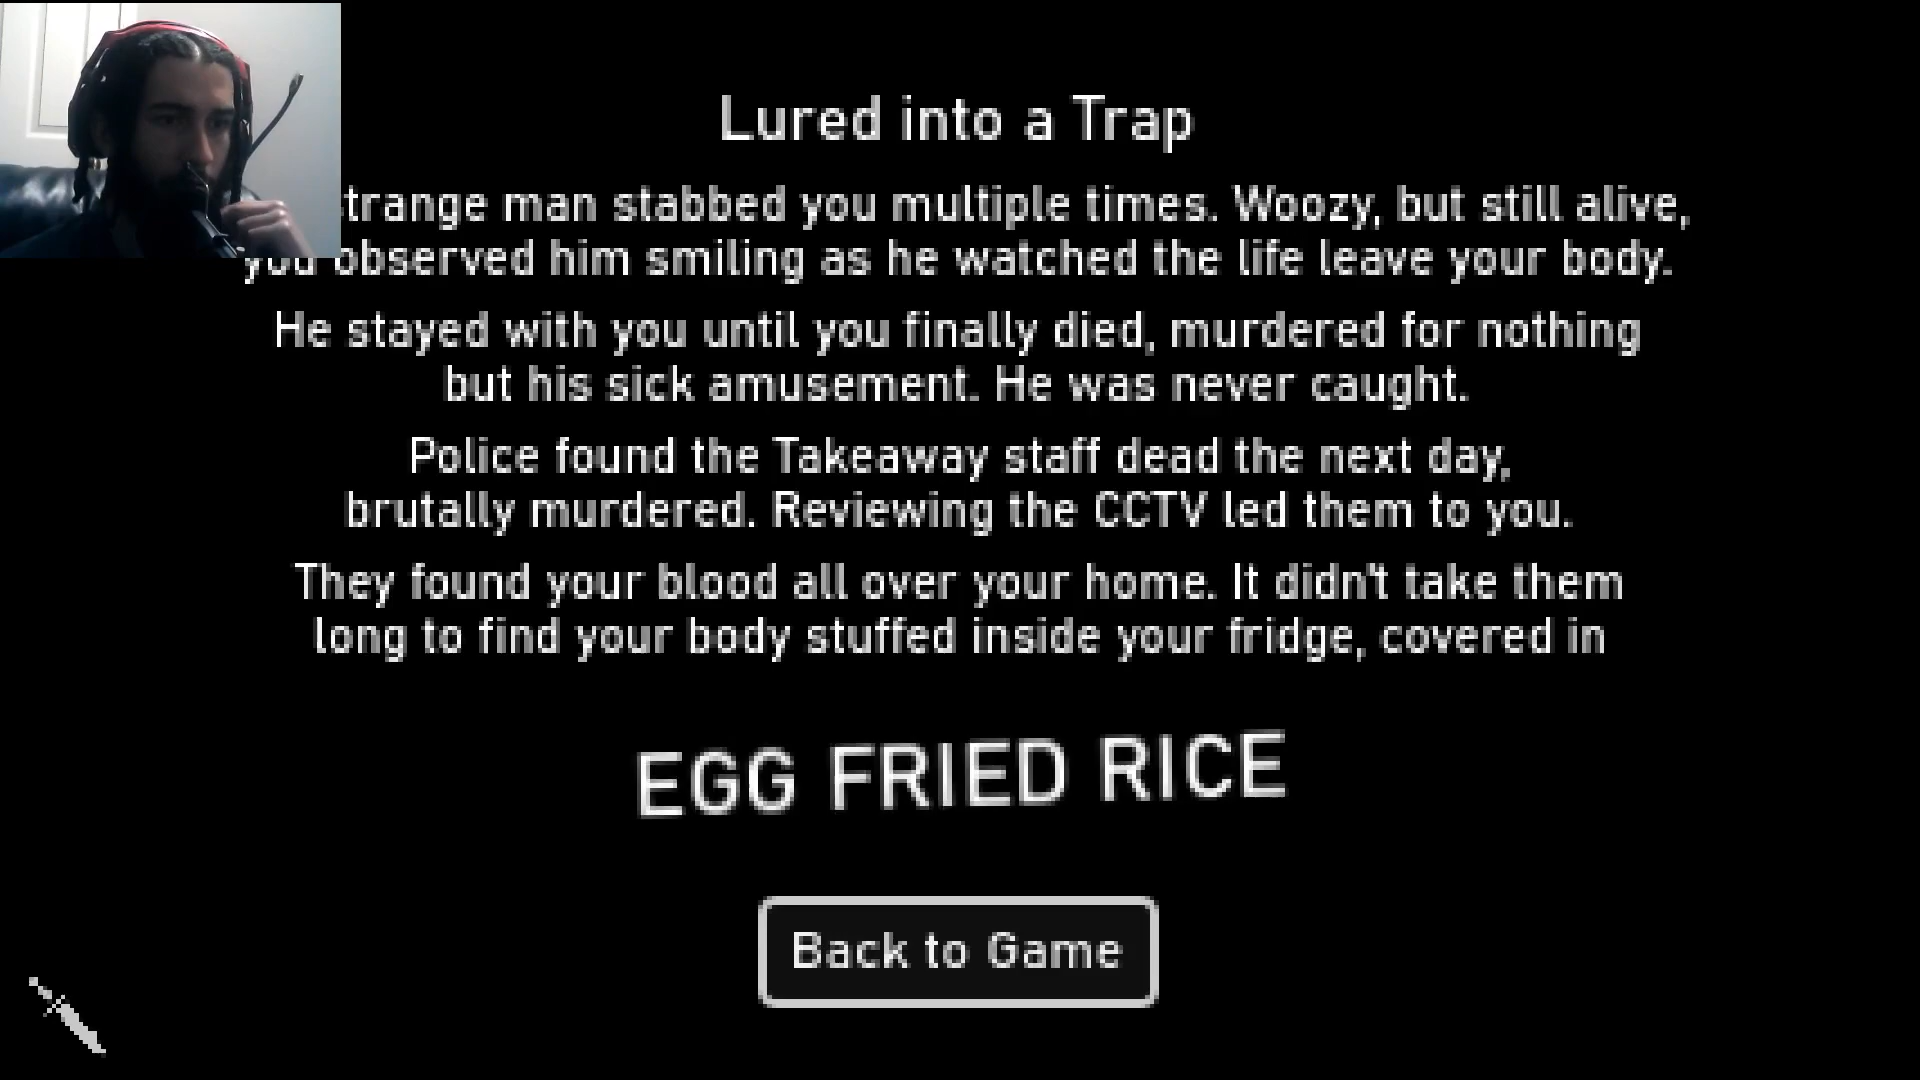 Lured into a Trap
strange man stabbed you multiple times. Woozy, but still alive,
you observed him smiling as he watched the life leave your body.
He stayed with you until you finally died, murdered for nothing
but his sick amusement. He was never caught.
Police found the Takeaway staff dead the next day,
brutally murdered. Reviewing the CCTV led them to you.
They found your blood all over your home. It didn't take them
long to find your body stuffed inside your fridge, covered in
EGG FRIED RICE
Back to Game